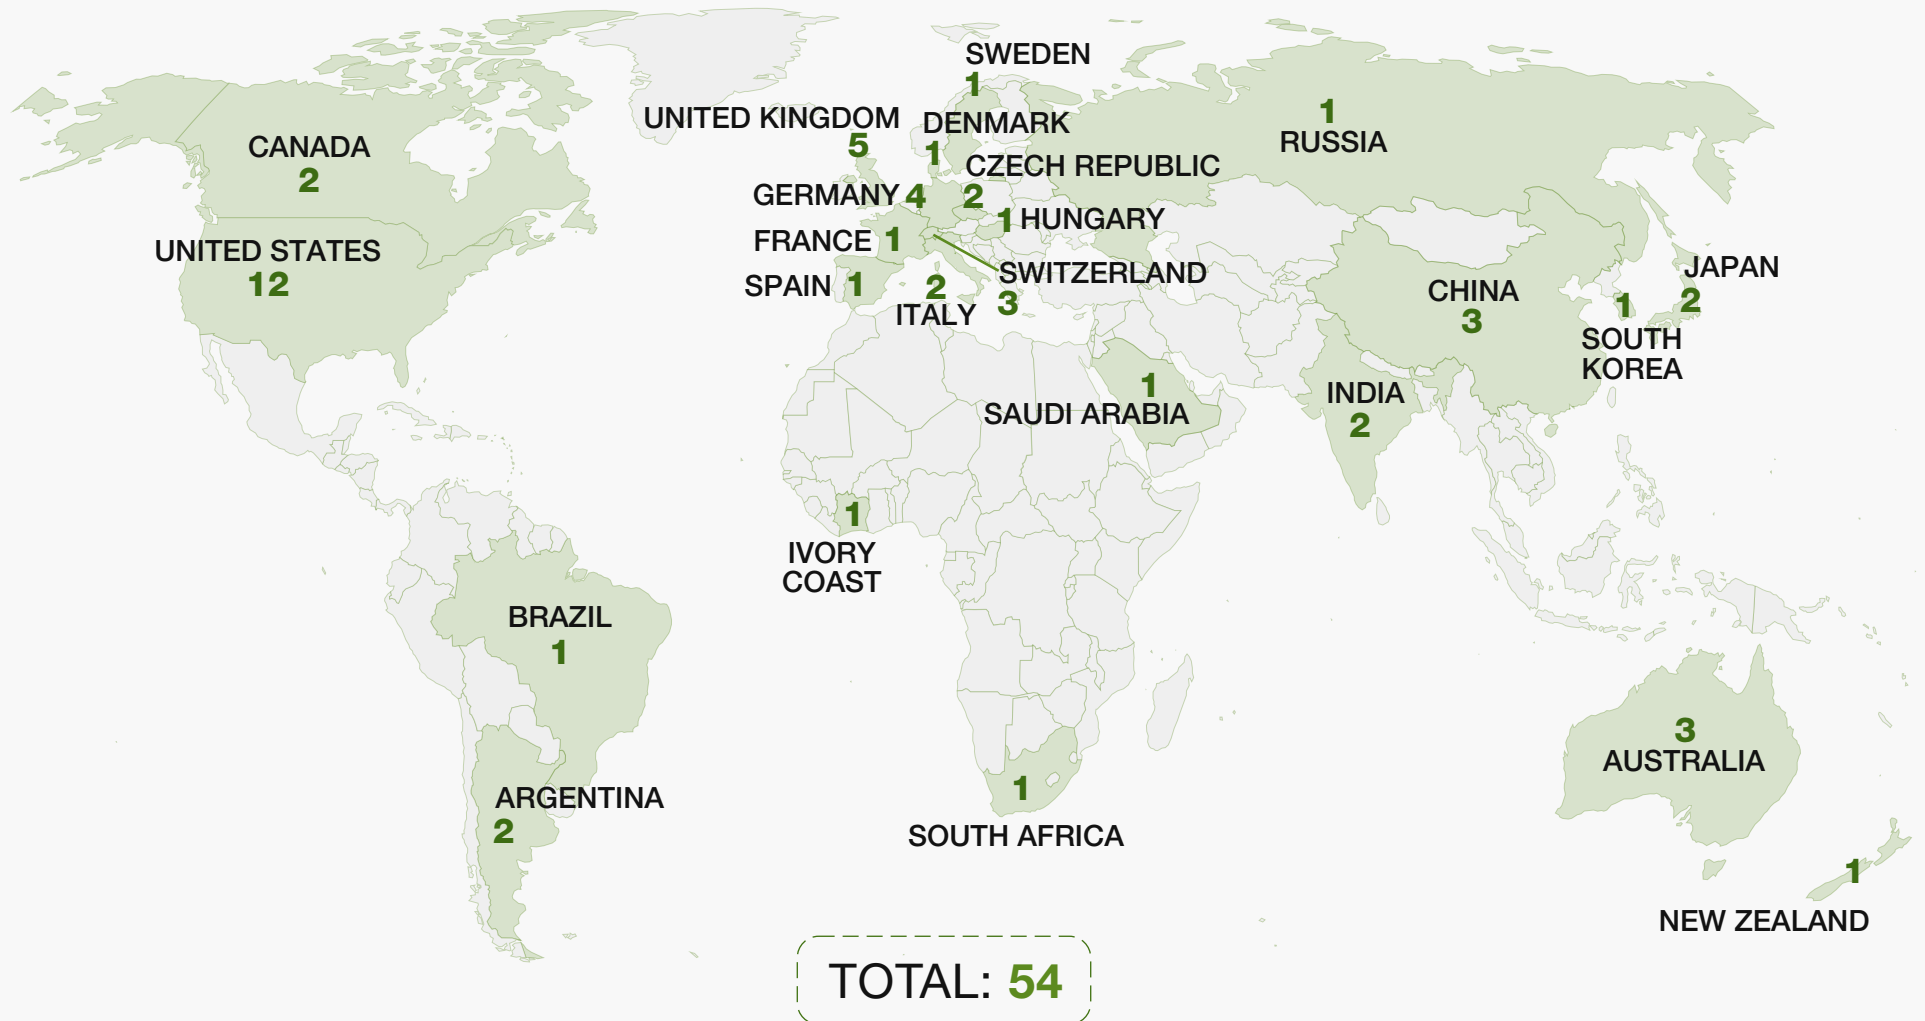 SWEDEN
1
UNITED KINGDOM
5
DENMARK
1
1
RUSSIA
CANADA
2
CZECH REPUBLIC
2
GERMANY 4
1 HUNGARY
FRANCE 1
UNITED STATES
12
SWITZERLAND
3
SPAIN 1
2
ITALY
JAPAN
2
CHINA
3
1
SOUTH
KOREA
1
SAUDI ARABIA
INDIA
2
1
IVORY
COAST
BRAZIL
1
3
AUSTRALIA
ARGENTINA
2
1
SOUTH AFRICA
1
NEW ZEALAND
TOTAL: 54